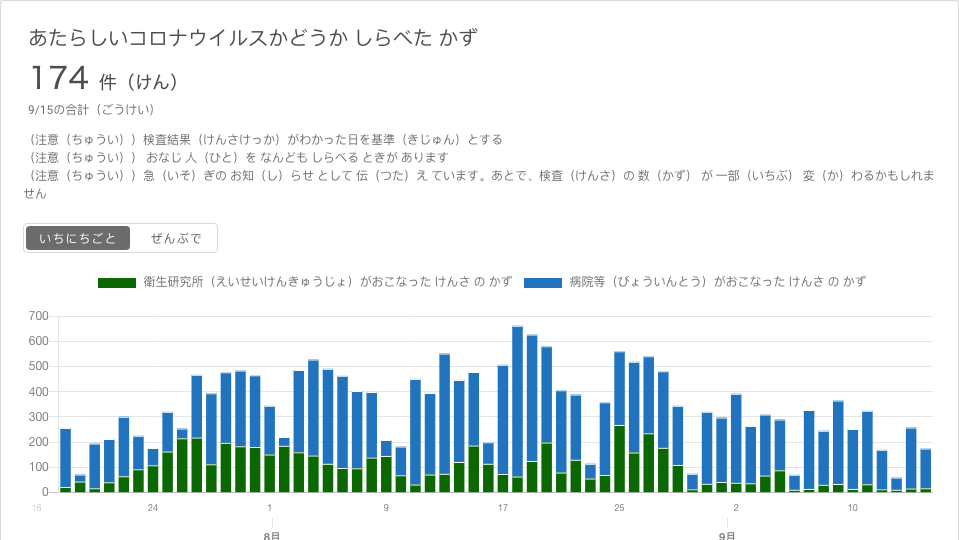 あたらしいコロナウイルスかどうか しらべた かず
174 件（けん）
9/15の合計（ごうけい）
（注意（ちゅうい））検査結果（けんさけっか）がわかった日を基準（きじゅん）とする
（注意（ちゅうい）） おなじ 人（ひと）を なんども しらべる ときが あります
（注意（ちゅうい））急（いそ）ぎの お知（し）らせ として 伝（つた）え ています。あとで、検査（けんさ）の 数（かず） が 一部（いちぶ） 変（か）わるかもしれま
せん
いちにちごと ぜんぶで
衛生研究所（えいせいけんきゅうじょ）がおこなった けんさ の かず 病院等（びょういんとう）がおこなった けんさ の かず
700
600
500
400
300
200
100
0
16 24 1 9 17 25 2 10
8月 9月